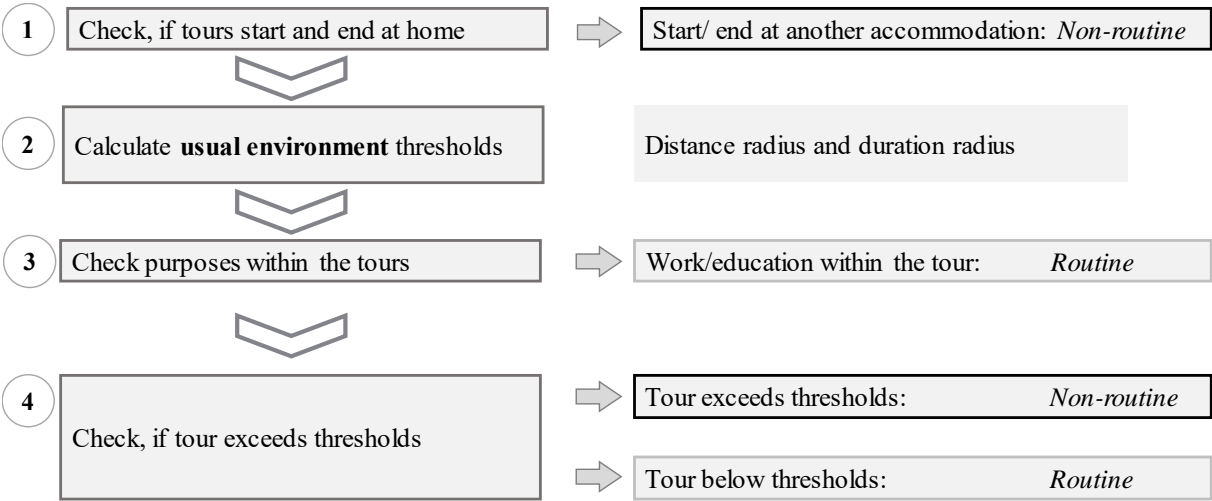 1
Check, if tours start and end at home
Start/ end at another accommodation: Non-routine
2
Calculate usual environment thresholds
Distance radius and duration radius
3
Check purposes within the tours
Work/education within the tour: Routine
4
Check, if tour exceeds thresholds
Tour exceeds thresholds: Non-routine
Tour below thresholds: Routine